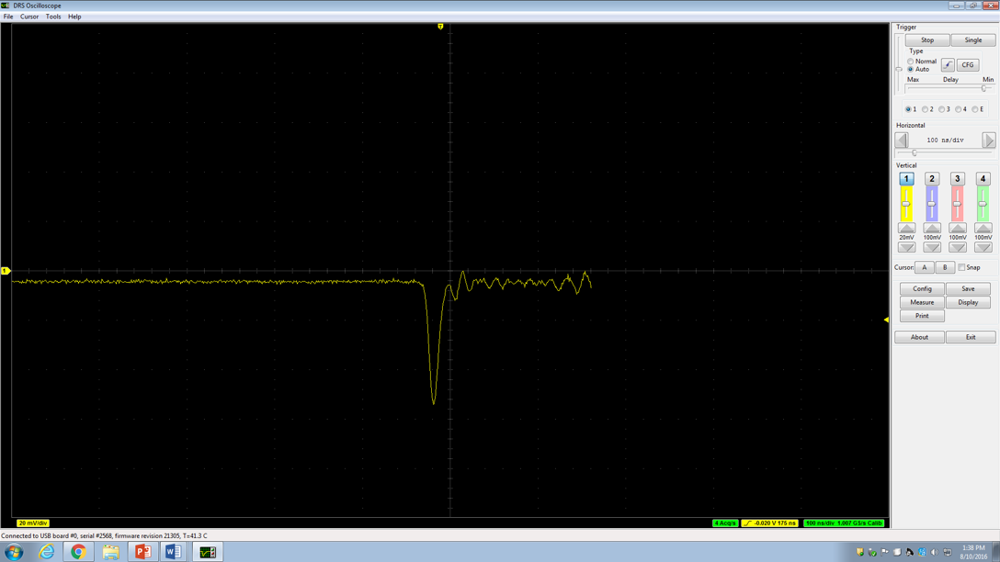 DRS Oscilloscope
File Cursor Tools Help
T
Trigger
Stop Single
Type
Normal
Auto
CFG
Max Delay Min
1 2 3 4 E
Horizontal
100 ns/div
Vertical
1 2 3 4
20mV 100mV 100mV 100mV
Cursor: A B Snap
Config Save
Measure Display
Print
About Exit
1
20 mV/div
4 Acq/s
-0.020 V 175 ns
100 ns/div 1.007 GS/s Calib
Connected to USB board #0, serial #2568, firmware revision 21305, T=41.3 C
1:38 PM
8/10/2016